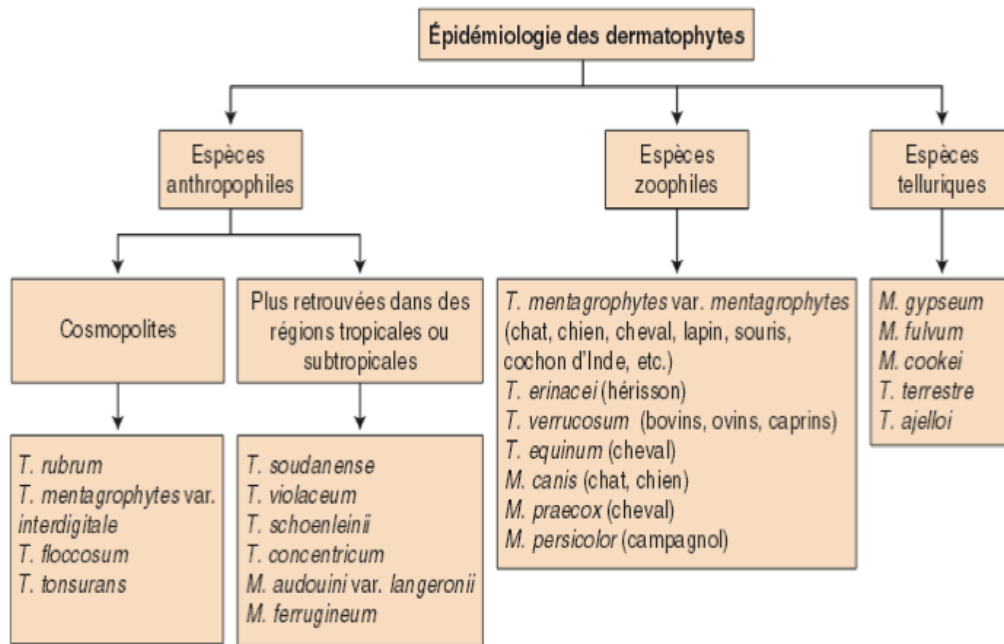 Épidémiologie des dermatophytes
Espèces
anthropophiles
Espèces
zoophiles
Espèces
telluriques
Cosmopolites
Plus retrouvées dans des
régions tropicales ou
subtropicales
T. rubrum
T. mentagrophytes var.
interdigitale
T. floccosum
T. tonsurans
T. soudanense
T. violaceum
T. schoenleinii
T. concentricum
M. audouini var. langeronii
M. ferrugineum
T. mentagrophytes var. mentagrophytes
(chat, chien, cheval, lapin, souris,
cochon d'Inde, etc.)
T. erinacei (hérisson)
T. verrucosum (bovins, ovins, caprins)
T. equinum (cheval)
M. canis (chat, chien)
M. praecox (cheval)
M. persicolor (campagnol)
M. gypseum
M. fulvum
M. cookei
T. terrestre
T. ajelloi